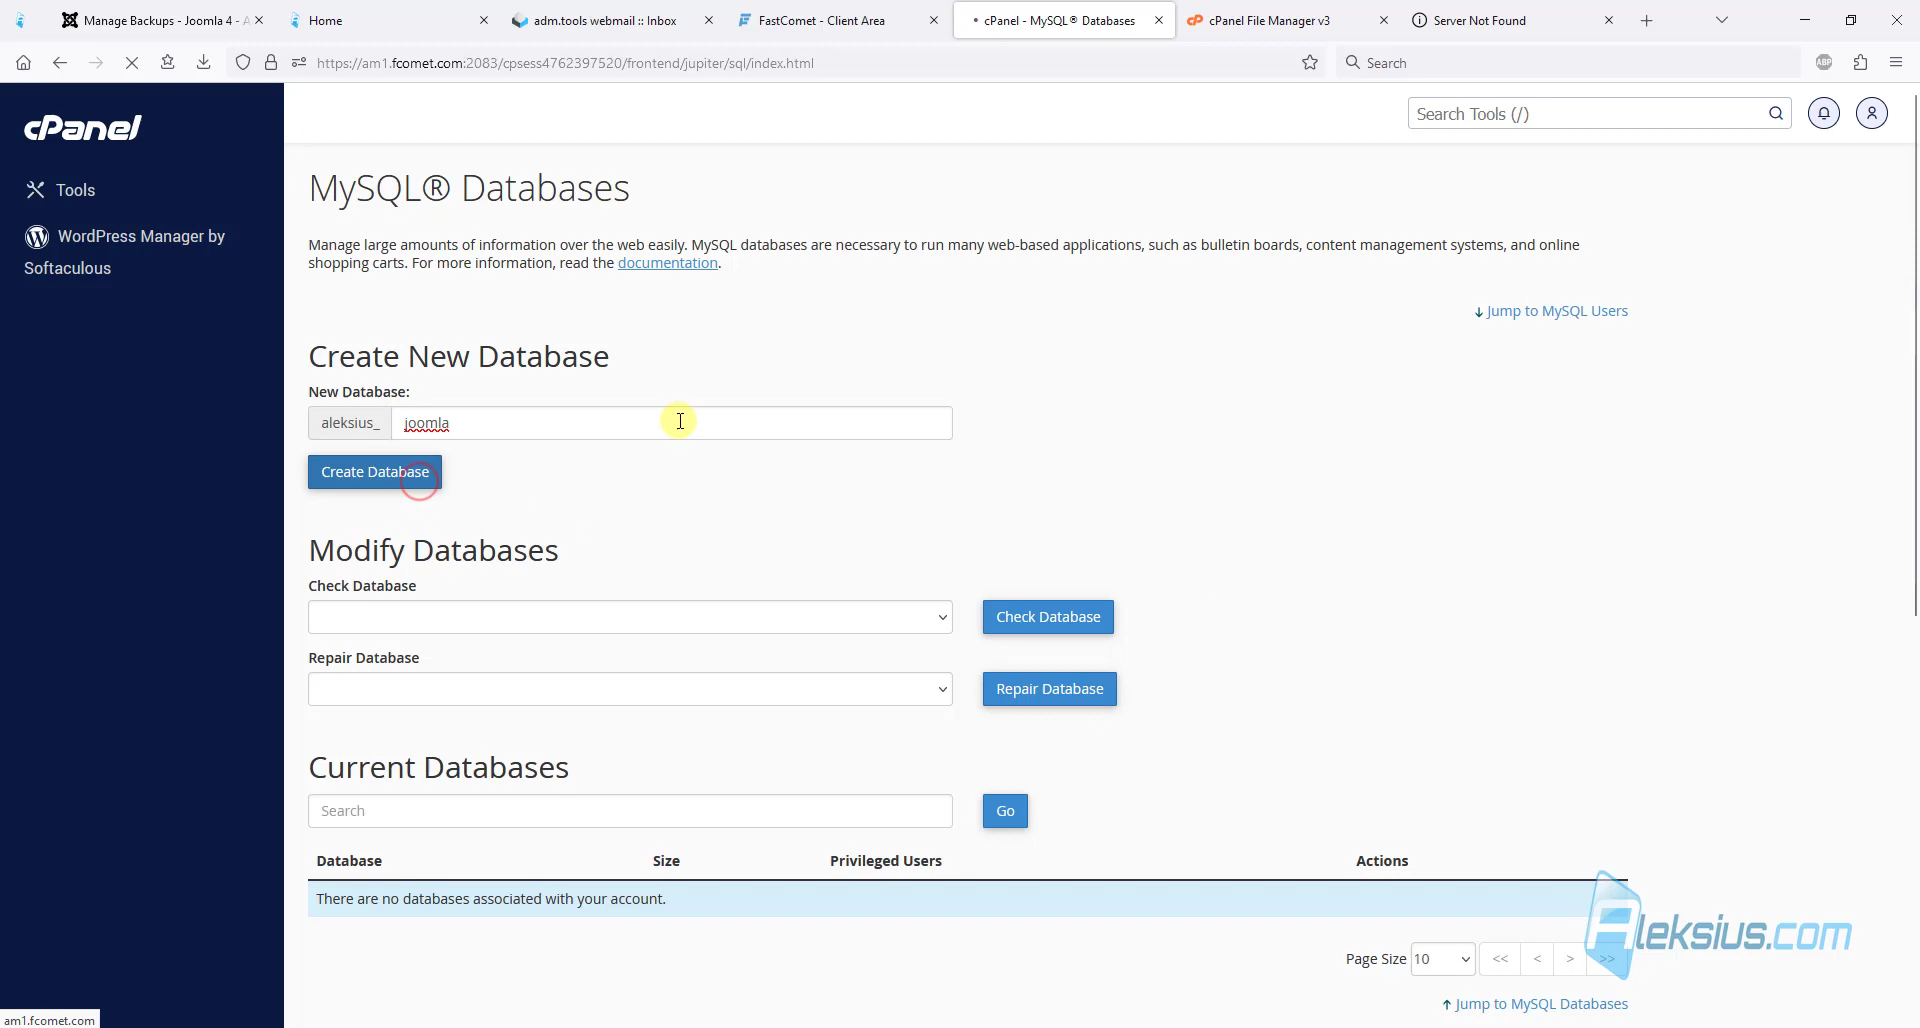 Manage Backups - Joomla 4 - A
Home
adm.tools webmail :: Inbox
FastComet - Client Area
cPanel - MySQL® Databases
cPanel File Manager v3
Server Not Found
https://am1.fcomet.com:2083/cpsess4762397520/frontend/jupiter/sql/index.html
Search
ABP
cPanel
Search Tools (/)
Tools
WordPress Manager by
Softaculous
MySQL® Databases
Manage large amounts of information over the web easily. MySQL databases are necessary to run many web-based applications, such as bulletin boards, content management systems, and online
shopping carts. For more information, read the documentation.
Jump to MySQL Users
Create New Database
New Database:
aleksius_
joomla
Create Database
Modify Databases
Check Database
Check Database
Repair Database
Repair Database
Current Databases
Search
Go
Database Size Privileged Users Actions
There are no databases associated with your account.
Aleksius.com
Page Size 10 << < > >>
Jump to MySQL Databases
am1.fcomet.com